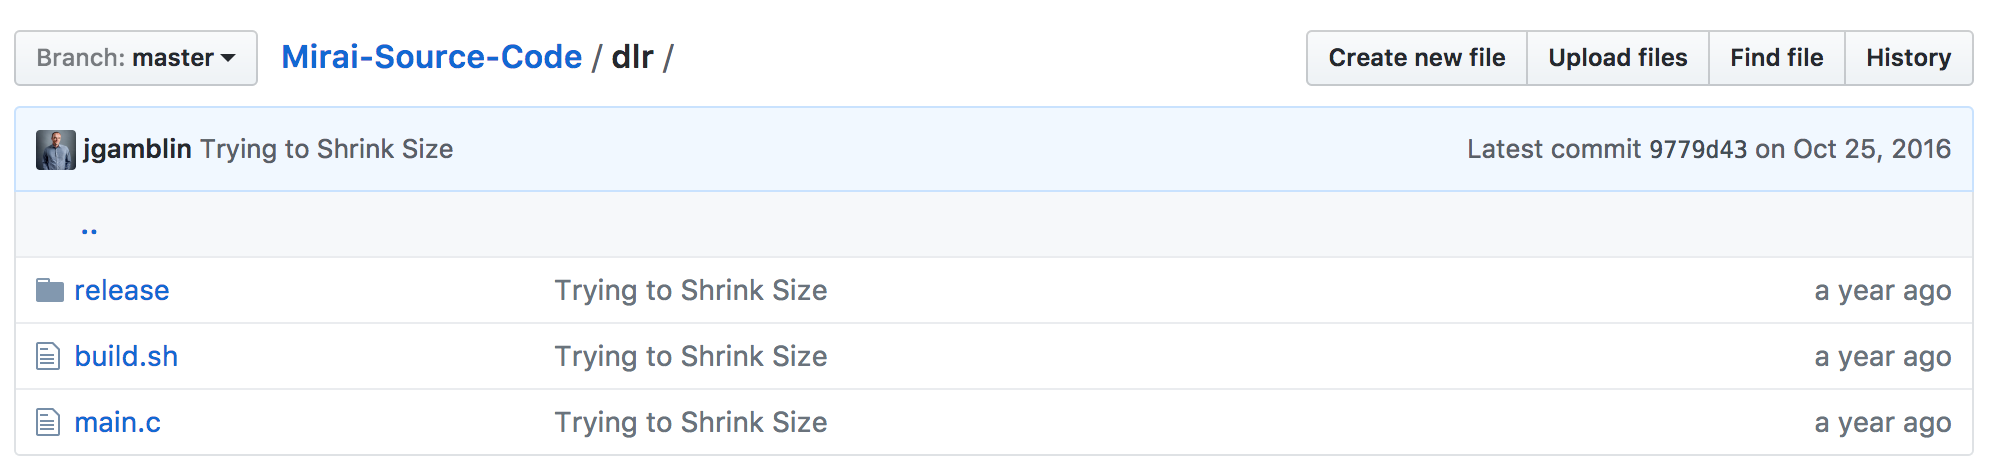 Branch: master Mirai-Source-Code / dlr / Create new file Upload files Find file History
jgamblin Trying to Shrink Size Latest commit 9779d43 on Oct 25, 2016
..
release Trying to Shrink Size a year ago
build.sh Trying to Shrink Size a year ago
main.c Trying to Shrink Size a year ago